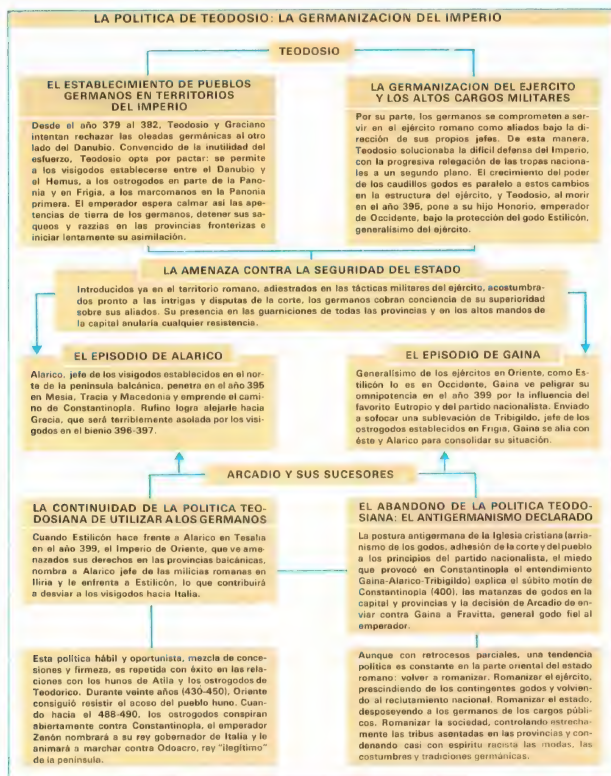 LA POLITICA DE TEODOSIO: LA GERMANIZACION DEL IMPERIO
TEODOSIO
EL ESTABLECIMIENTO DE PUEBLOS
GERMANOS EN TERRITORIOS
DEL IMPERIO
Desde el año 379 al 382, Teodosio y Graciano
intentan rechazar las oleadas germánicas al otro
lado del Danubio. Convencido de la inutilidad del
esfuerzo, Teodosio opta por pactar: se permite
a los visigodos establecerse entre el Danubio y
el Hemus, a los ostrogodos en parte de la Pano-
nia y en Frigia, a los marcomanos en la Panonia
primera. El emperador espera calmar así las ape-
tencias de tierra de los germanos, detener sus sa-
queos y razzias en las provincias fronterizas e
iniciar lentamente su asimilación.
LA GERMANIZACION DEL EJERCITO
Y LOS ALTOS CARGOS MILITARES
Por su parte, los germanos se comprometen a ser-
vir en el ejército romano como aliados bajo la di-
rección de sus propios jefes. De esta manera,
Teodosio solucionaba la difícil defensa del Imperio,
con la progresiva relegación de las tropas naciona-
les a un segundo plano. El crecimiento del poder
de los caudillos godos es paralelo a estos cambios
en la estructura del ejército, y Teodosio, al morir
en el año 395, pone a su hijo Honorio, emperador
de Occidente, bajo la protección del godo Estilicón,
generalísimo del ejército.
LA AMENAZA CONTRA LA SEGURIDAD DEL ESTADO
Introducidos ya en el territorio romano, adiestrados en las tácticas militares del ejército, acostumbra-
dos pronto a las intrigas y disputas de la corte, los germanos cobran conciencia de su superioridad
sobre sus aliados. Su presencia en las guarniciones de todas las provincias y en los altos mandos de
la capital anularía cualquier resistencia.
EL EPISODIO DE ALARICO
Alarico, jefe de los visigodos establecidos en el nor-
te de la península balcánica, penetra en el año 395
en Mesia, Tracia y Macedonia y emprende el cami-
no de Constantinopla. Rufino logra alejarle hacia
Grecia, que será terriblemente asolada por los visi-
godos en el bienio 396-397.
EL EPISODIO DE GAINA
Generalísimo de los ejércitos en Oriente, como Es-
tilicón lo es en Occidente, Gaina ve peligrar su
omnipotencia en el año 399 por la influencia del
favorito Eutropio y del partido nacionalista. Enviado
a sofocar una sublevación de Tribigildo, jefe de los
ostrogodos establecidos en Frigia, Gaina se alía con
éste y Alarico para consolidar su situación.
ARCADIO Y SUS SUCESORES
LA CONTINUIDAD DE LA POLITICA TEO-
DOSIANA DE UTILIZAR A LOS GERMANOS
Cuando Estilicón hace frente a Alarico en Tesalia
en el año 399, el Imperio de Oriente, que ve ame-
nazados sus derechos en las provincias balcánicas,
nombra a Alarico jefe de las milicias romanas en
Iliria y le enfrenta a Estilicón, lo que contribuirá
a desviar a los visigodos hacia Italia.
EL ABANDONO DE LA POLITICA TEODO-
SIANA: EL ANTIGERMANISMO DECLARADO
La postura antigermana de la Iglesia cristiana (arria-
nismo de los godos, adhesión de la corte y del pueblo
a los principios del partido nacionalista, el miedo
que provocó en Constantinopla el entendimiento
Gaina-Alarico-Tribigildo) explica el súbito motín de
Constantinopla (400), las matanzas de godos en la
capital y provincias y la decisión de Arcadio de en-
viar contra Gaina a Fravitta, general godo fiel al
emperador.
Esta política hábil y oportunista, mezcla de conce-
siones y firmeza, es repetida con éxito en las rela-
ciones con los hunos de Atila y los ostrogodos de
Teodorico. Durante veinte años (430-450), Oriente
consiguió resistir el acoso del pueblo huno. Cuan-
do hacia el 488-490, los ostrogodos conspiran
abiertamente contra Constantinopla, el emperador
Zenón nombrará a su rey gobernador de Italia y le
animará a marchar contra Odoacro, rey "ilegítimo"
de la península.
Aunque con retrocesos parciales, una tendencia
política es constante en la parte oriental del estado
romano: volver a romanizar. Romanizar el ejército,
prescindiendo de los contingentes godos y volvien-
do al reclutamiento nacional. Romanizar el estado,
desposeyendo a los germanos de los cargos públi-
cos. Romanizar la sociedad, controlando estrecha-
mente las tribus asentadas en las provincias y con-
denando casi con espíritu racista las modas, las
costumbres y tradiciones germánicas.